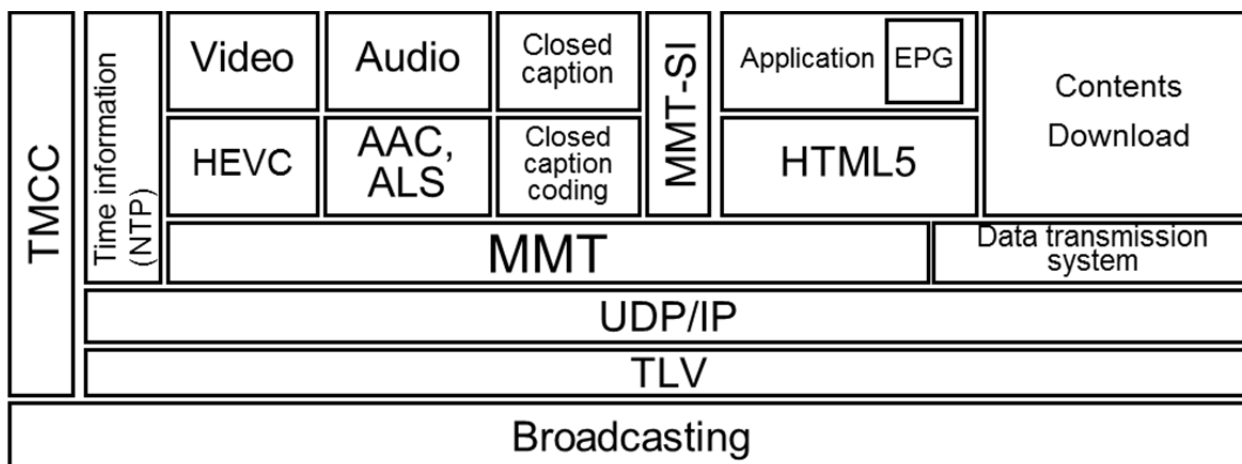 TMCC
Time information
(NTP)
Video
Audio
Closed
caption
MMT-SI
Application
EPG
Contents
Download
HEVC
AAC,
ALS
Closed
caption
coding
HTML5
MMT
Data transmission
system
UDP/IP
TLV
Broadcasting